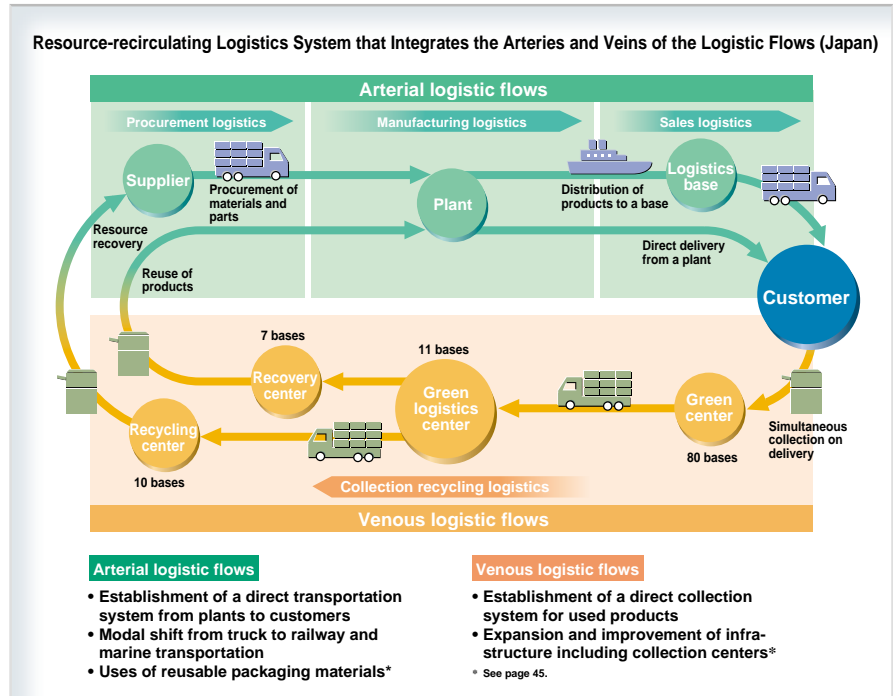 Resource-recirculating Logistics System that Integrates the Arteries and Veins of the Logistic Flows (Japan)
Arterial logistic flows
Procurement logistics
Manufacturing logistics
Sales logistics
Supplier
Procurement of
materials and
parts
Plant
Distribution of
products to a base
Logistics
base
Resource
recovery
Reuse of
products
Direct delivery
from a plant
Customer
7 bases
Recovery
center
11 bases
Green
logistics
center
Green
center
80 bases
Simultaneous
collection on
delivery
Recycling
center
10 bases
Collection recycling logistics
Venous logistic flows
Arterial logistic flows
• Establishment of a direct transportation
system from plants to customers
• Modal shift from truck to railway and
marine transportation
• Uses of reusable packaging materials*
Venous logistic flows
• Establishment of a direct collection
system for used products
• Expansion and improvement of infra-
structure including collection centers*
* See page 45.